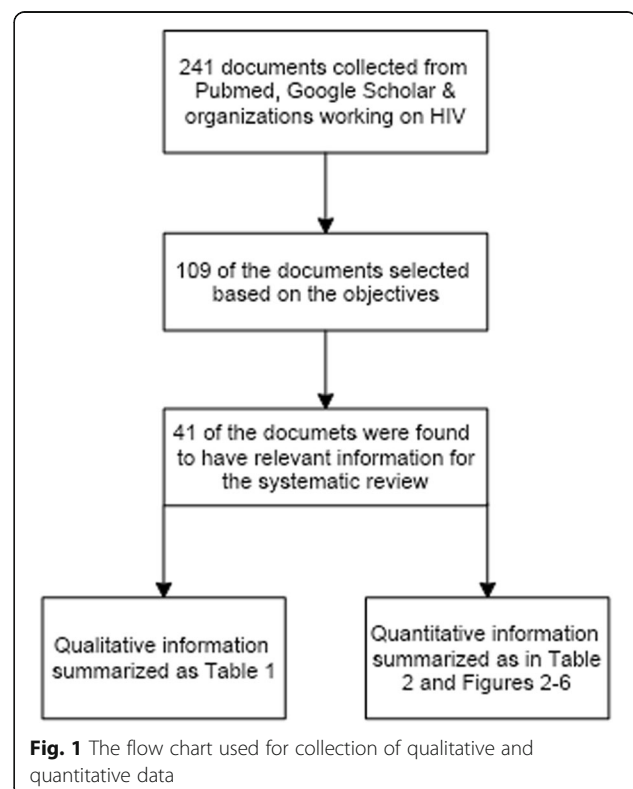 241 documents collected from
Pubmed, Google Scholar &
organizations working on HIV
109 of the documents selected
based on the objectives
41 of the documets were found
to have relevant information for
the systematic review
Qualitative information
summarized as Table 1
Quantitative information
summarized as in Table
2 and Figures 2-6
Fig. 1 The flow chart used for collection of qualitative and
quantitative data